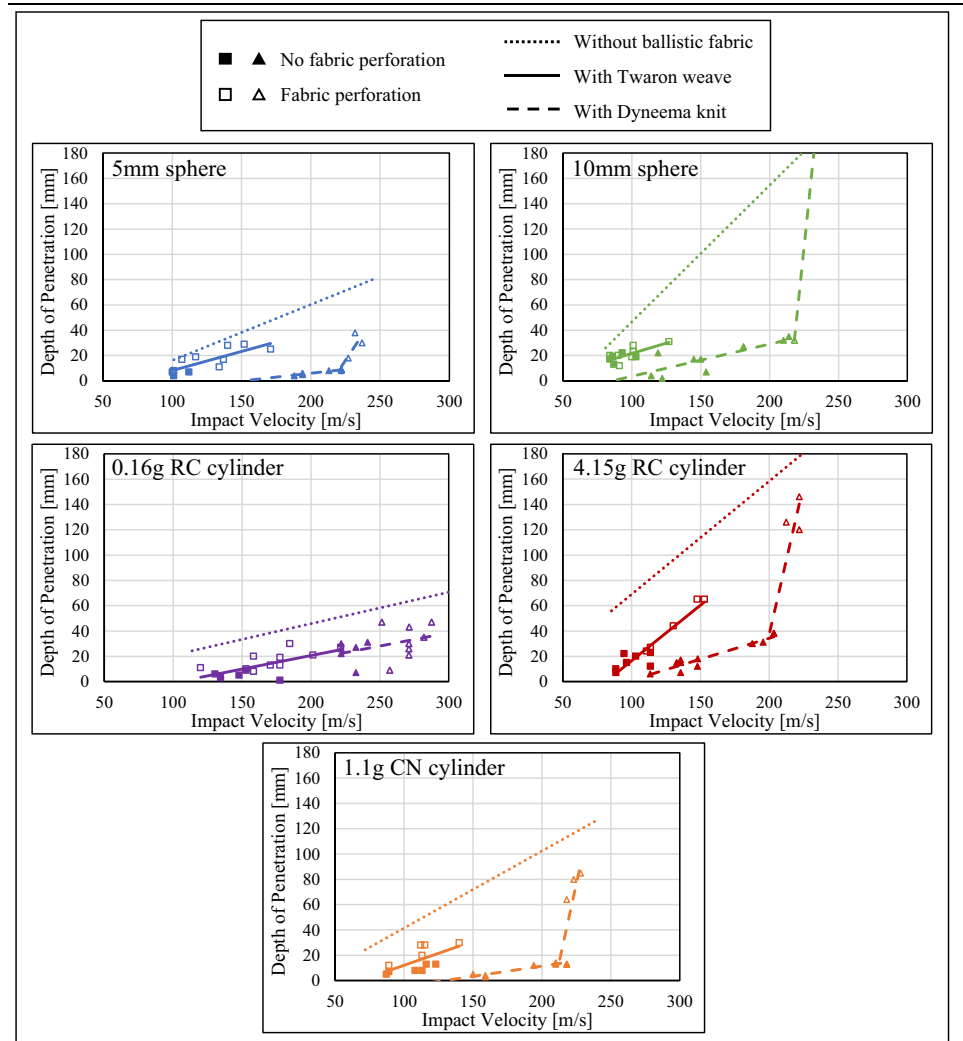 No fabric perforation
Fabric perforation
Without ballistic fabric
With Twaron weave
With Dyneema knit
5mm sphere
Depth of Penetration [mm]
180
160
140
120
100
80
60
40
20
0
50 100 150 200 250 300
Impact Velocity [m/s]
10mm sphere
Depth of Penetration [mm]
180
160
140
120
100
80
60
40
20
0
50 100 150 200 250 300
Impact Velocity [m/s]
0.16g RC cylinder
Depth of Penetration [mm]
180
160
140
120
100
80
60
40
20
0
50 100 150 200 250 300
Impact Velocity [m/s]
4.15g RC cylinder
Depth of Penetration [mm]
180
160
140
120
100
80
60
40
20
0
50 100 150 200 250 300
Impact Velocity [m/s]
1.1g CN cylinder
Depth of Penetration [mm]
180
160
140
120
100
80
60
40
20
0
50 100 150 200 250 300
Impact Velocity [m/s]